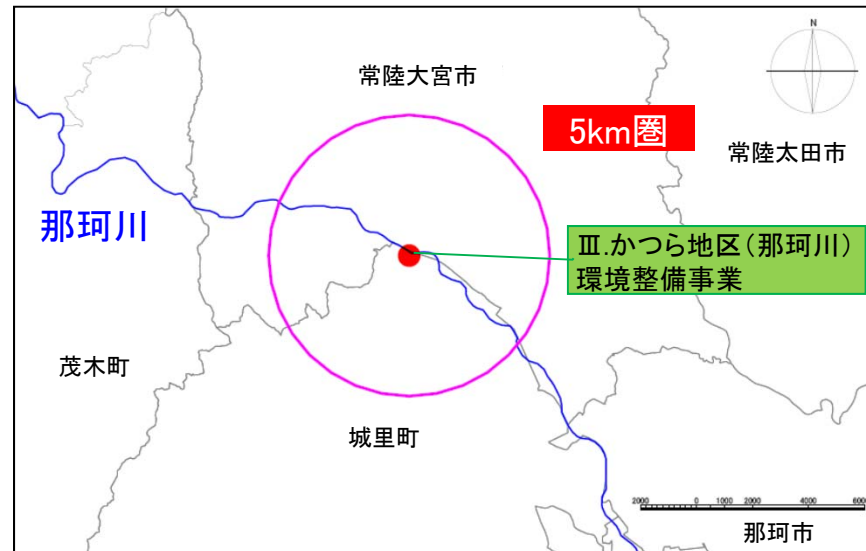 常陸大宮市
N
5km圏
常陸太田市
那珂川
Ⅲ.かつら地区（那珂川）
環境整備事業
茂木町
城里町
2000 0 2000 4000 6000
那珂市